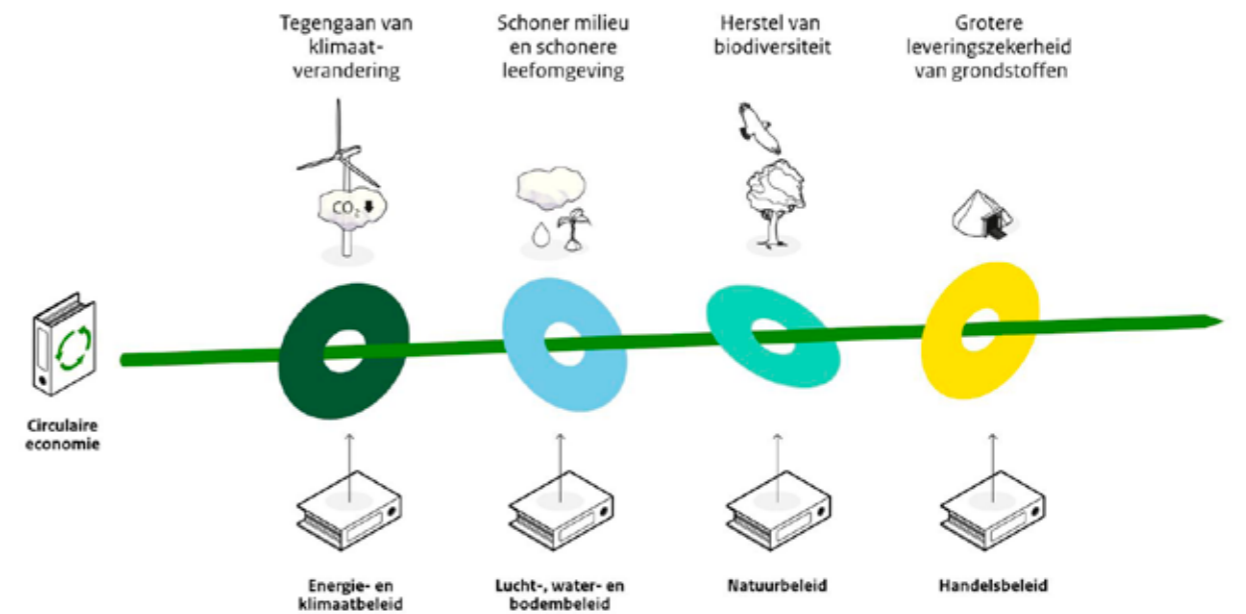 Tegengaan van
klimaat-
verandering
Schoner milieu
en schonere
leefomgeving
Herstel van
biodiversiteit
Grotere
leveringszekerheid
van grondstoffen
CO₂
Circulaire
economie
Energie- en
klimaatbeleid
Lucht-, water- en
bodembeleid
Natuurbeleid
Handelsbeleid